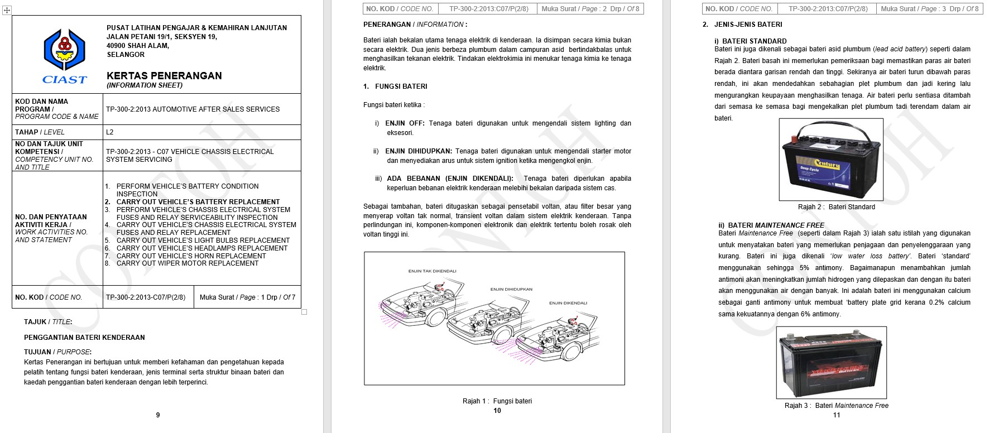 PUSAT LATIHAN PENGAJAR & KEMAHIRAN LANJUTAN
JALAN PETANI 19/1, SEKSYEN 19,
40900 SHAH ALAM,
SELANGOR
CIAST
KERTAS PENERANGAN
(INFORMATION SHEET)
KOD DAN NAMA
PROGRAM /
PROGRAM CODE & NAME
TP-300-2:2013 AUTOMOTIVE AFTER SALES SERVICES
TAHAP / LEVEL
L2
NO DAN TAJUK UNIT
KOMPETENSI /
COMPETENCY UNIT NO.
AND TITLE
TP-300-2:2013 - C07 VEHICLE CHASSIS ELECTRICAL
SYSTEM SERVICING
NO. DAN PENYATAAN
AKTIVITI KERJA /
WORK ACTIVITIES NO.
AND STATEMENT
1. PERFORM VEHICLE'S BATTERY CONDITION
INSPECTION
2. CARRY OUT VEHICLE'S BATTERY REPLACEMENT
3. PERFORM VEHICLE'S CHASSIS ELECTRICAL SYSTEM
FUSES AND RELAY SERVICEABILITY INSPECTION
4. CARRY OUT VEHICLE'S CHASSIS ELECTRICAL SYSTEM
FUSES AND RELAY REPLACEMENT
5. CARRY OUT VEHICLE'S LIGHT BULBS REPLACEMENT
6. CARRY OUT VEHICLE'S HEADLAMPS REPLACEMENT
7. CARRY OUT VEHICLE'S HORN REPLACEMENT
8. CARRY OUT WIPER MOTOR REPLACEMENT
NO. KOD / CODE NO.
TP-300-2:2013-C07/P(2/8)
Muka Surat / Page : 1 Drp / Of 7
TAJUK / TITLE:
PENGGANTIAN BATERI KENDERAAN
TUJUAN / PURPOSE:
Kertas Penerangan ini bertujuan untuk memberi kefahaman dan pengetahuan kepada
pelatih tentang fungsi bateri kenderaan, jenis terminal serta struktur binaan bateri dan
kaedah penggantian bateri kenderaan dengan lebih terperinci.
CONTOH
9
NO. KOD / CODE NO.
TP-300-2:2013:C07/P(2/8)
Muka Surat / Page : 2 Drp / Of 8
PENERANGAN / INFORMATION :
Bateri ialah bekalan utama tenaga elektrik di kenderaan. Ia disimpan secara kimia bukan
secara elektrik. Dua jenis berbeza plumbum dalam campuran asid bertindakbalas untuk
menghasilkan tekanan elektrik. Tindakan elektrokimia ini menukar tenaga kimia ke tenaga
elektrik.
1. FUNGSI BATERI
Fungsi bateri ketika :
i) ENJIN OFF: Tenaga bateri digunakan untuk mengendali sistem lighting dan
eksesori.
ii) ENJIN DIHIDUPKAN: Tenaga bateri digunakan untuk mengendali starter motor
dan menyediakan arus untuk sistem ignition ketika mengengkol enjin.
iii) ADA BEBANAN (ENJIN DIKENDALI): Tenaga bateri diperlukan apabila
keperluan bebanan elektrik kenderaan melebihi bekalan daripada sistem cas.
Sebagai tambahan, bateri ditugaskan sebagai pensetabil voltan, atau filter besar yang
menyerap voltan tak normal, transient voltan dalam sistem elektrik kenderaan. Tanpa
perlindungan ini, komponen-komponen elektronik dan elektrik tertentu boleh rosak oleh
voltan tinggi ini.
ENJIN TAK DIKENDALI
ENJIN DIHIDUPKAN
ENJIN DIKENDALI
CONTOH
Rajah 1 : Fungsi bateri
10
NO. KOD / CODE NO.
TP-300-2:2013:C07/P(2/8)
Muka Surat / Page : 3 Drp / Of 8
2. JENIS-JENIS BATERI
i) BATERI STANDARD
Bateri ini juga dikenali sebagai bateri asid plumbum (lead acid battery) seperti dalam
Rajah 2. Bateri basah ini memerlukan pemeriksaan bagi memastikan paras air bateri
berada diantara garisan rendah dan tinggi. Sekiranya air bateri turun dibawah paras
rendah, ini akan mendedahkan sebahagian plet plumbum dan jadi kering lalu
mengurangkan keupayaan menghasilkan tenaga. Air bateri perlu sentiasa ditambah
dari semasa ke semasa bagi mengekalkan plet plumbum tadi terendam dalam air
bateri.
Century
Deep Cycle
Rajah 2 : Bateri Standard
ii) BATERI MAINTENANCE FREE
Bateri Maintenance Free (seperti dalam Rajah 3) ialah satu istilah yang digunakan
untuk menyatakan bateri yang memerlukan penjagaan dan penyelenggaraan yang
kurang. Bateri ini juga dikenali 'low water loss battery'. Bateri 'standard'
menggunakan sehingga 5% antimony. Bagaimanapun menambahkan jumlah
antimoni akan meningkatkan jumlah hidrogen yang dilepaskan dan dengan itu bateri
akan menggunakan air dengan banyak. Ini adalah bateri ini menggunakan calcium
sebagai ganti antimony untuk membuat 'battery plate grid kerana 0.2% calcium
sama kekuatannya dengan 6% antimony.
CONTOH
Rajah 3 : Bateri Maintenance Free
11